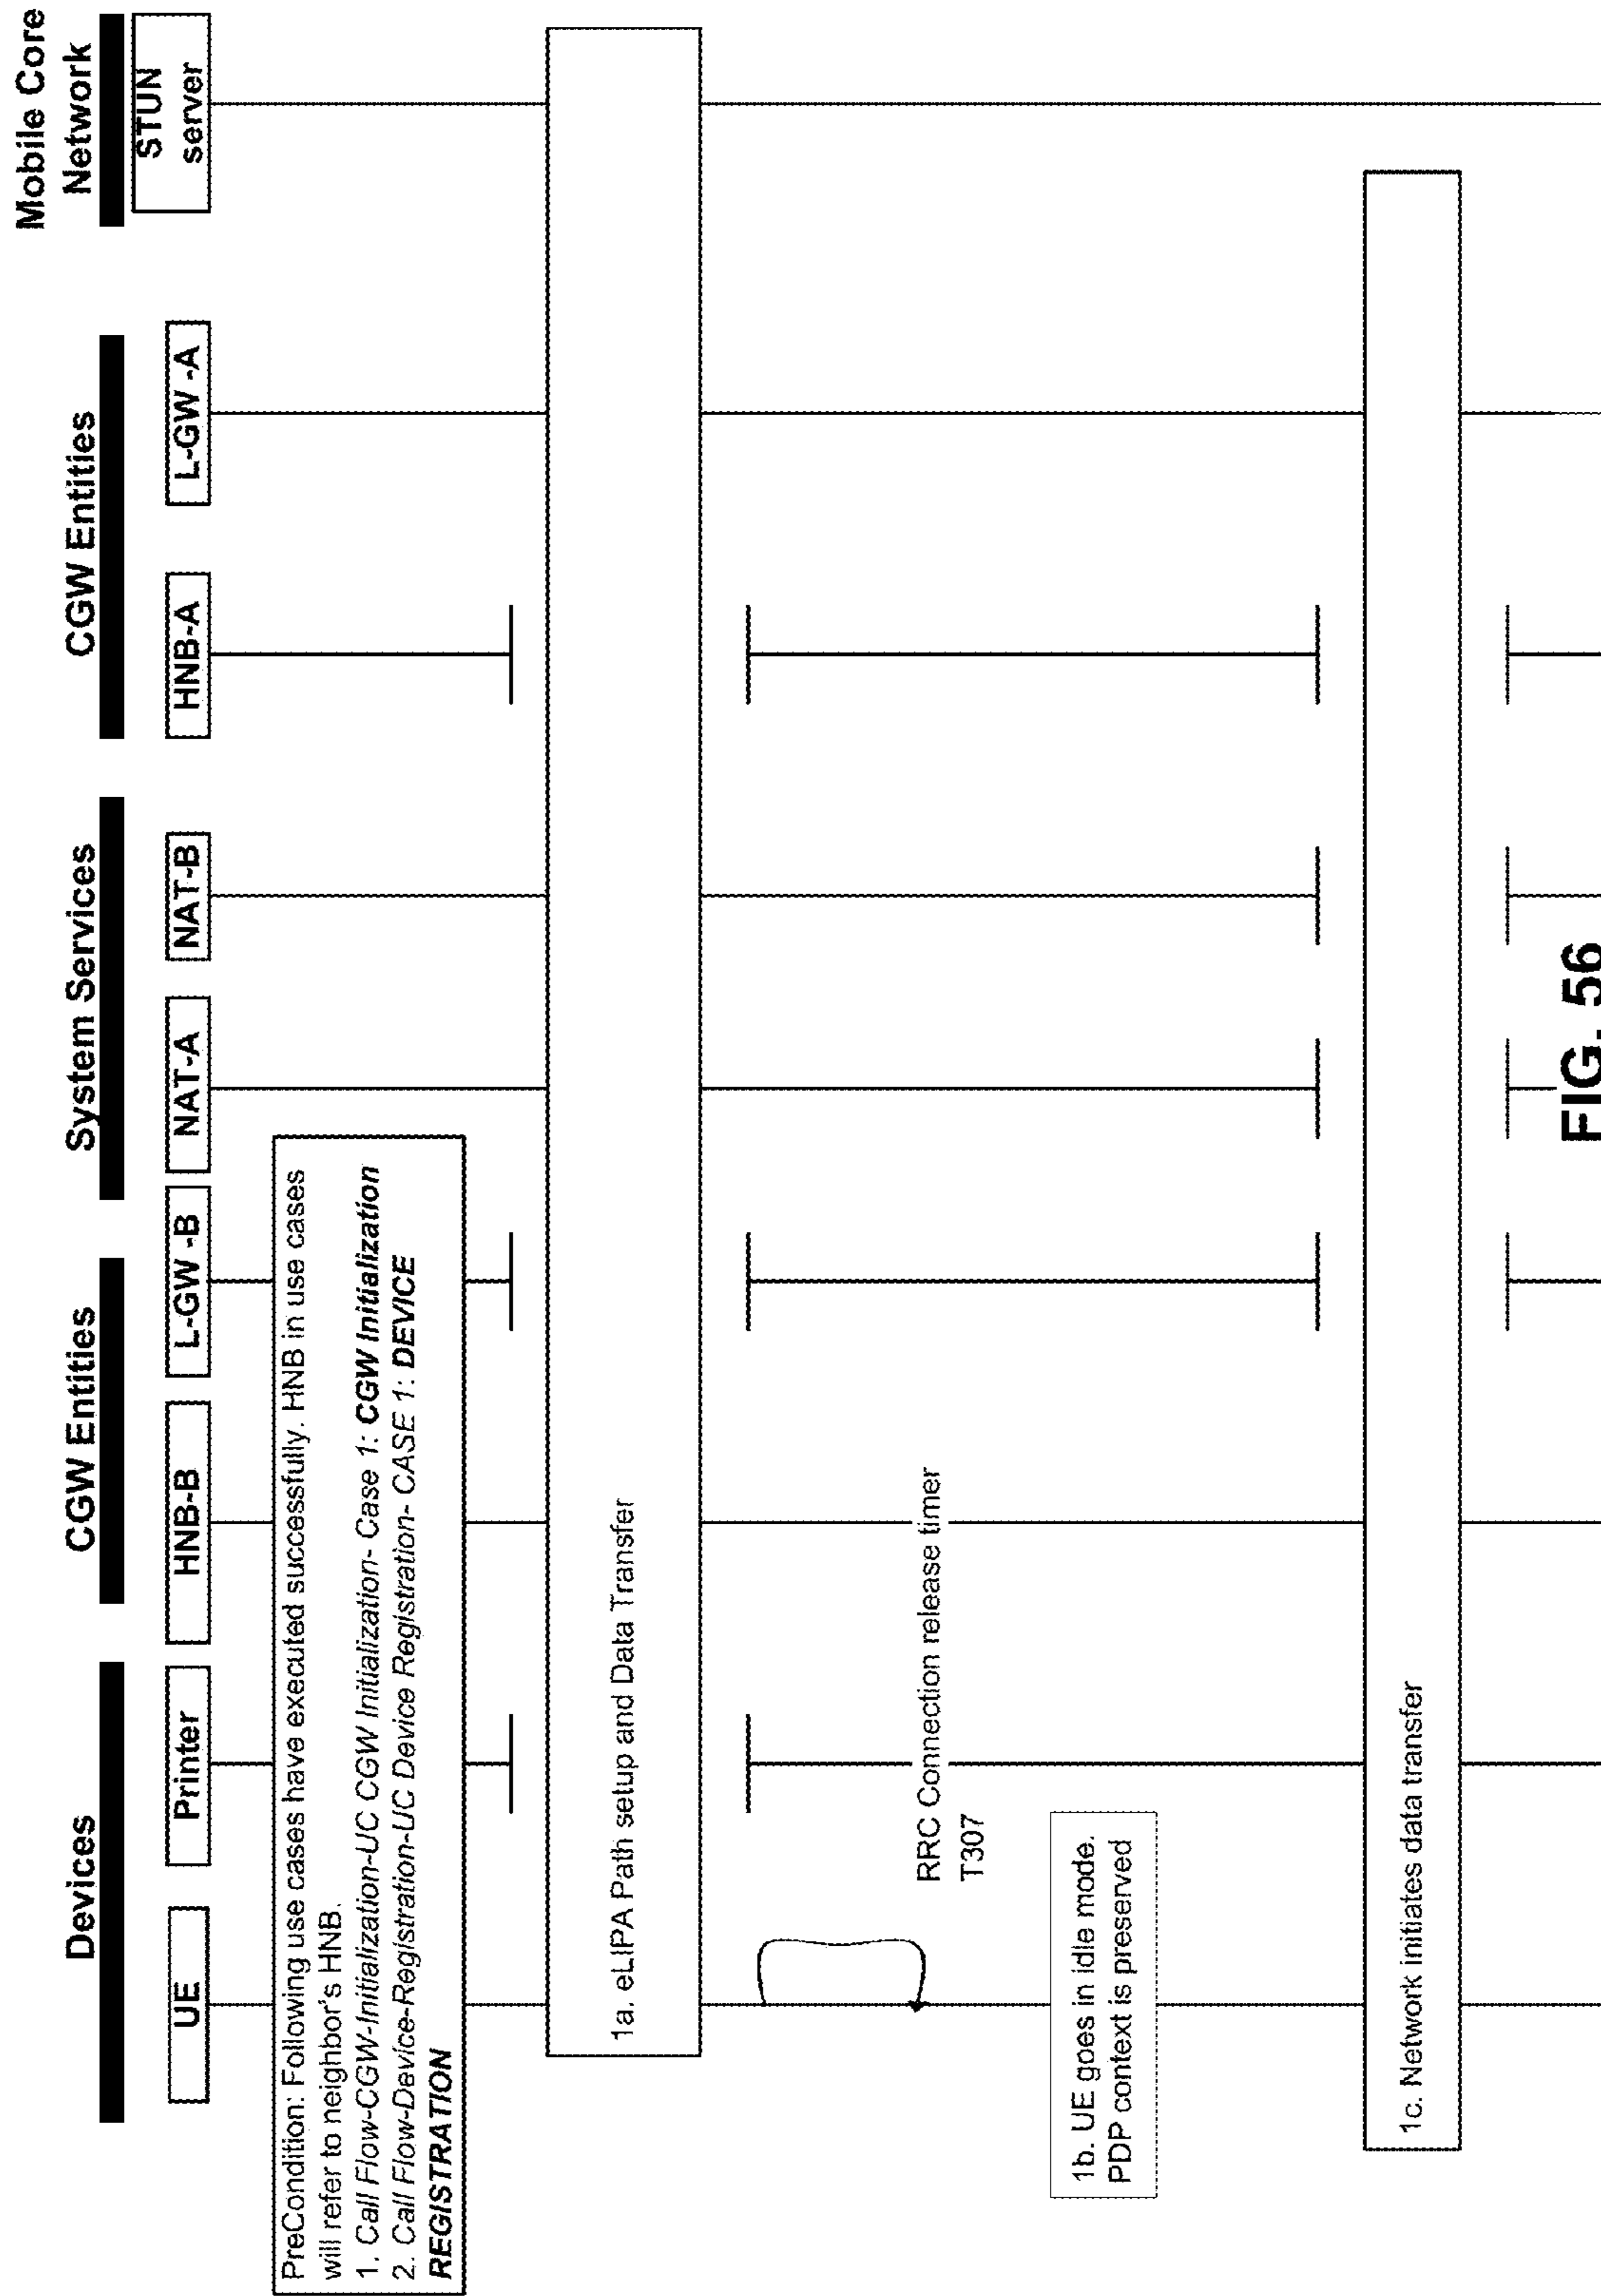 Devices
CGW Entities
System Services
CGW Entities
Mobile Core
Network
UE
Printer
HNB-B
L-GW -B
NAT-A
NAT-B
HNB-A
L-GW -A
STUN
server
PreCondition: Following use cases have executed successfully. HNB in use cases
will refer to neighbor's HNB.
1. Call Flow-CGW-Initialization-UC CGW Initialization- Case 1: CGW Initialization
2. Call Flow-Device-Registration-UC Device Registration- CASE 1: DEVICE
REGISTRATION
1a. eLIPA Path setup and Data Transfer
RRC Connection release timer
T307
1b. UE goes in idle mode.
PDP context is preserved
1c. Network initiates data transfer
FIG. 56